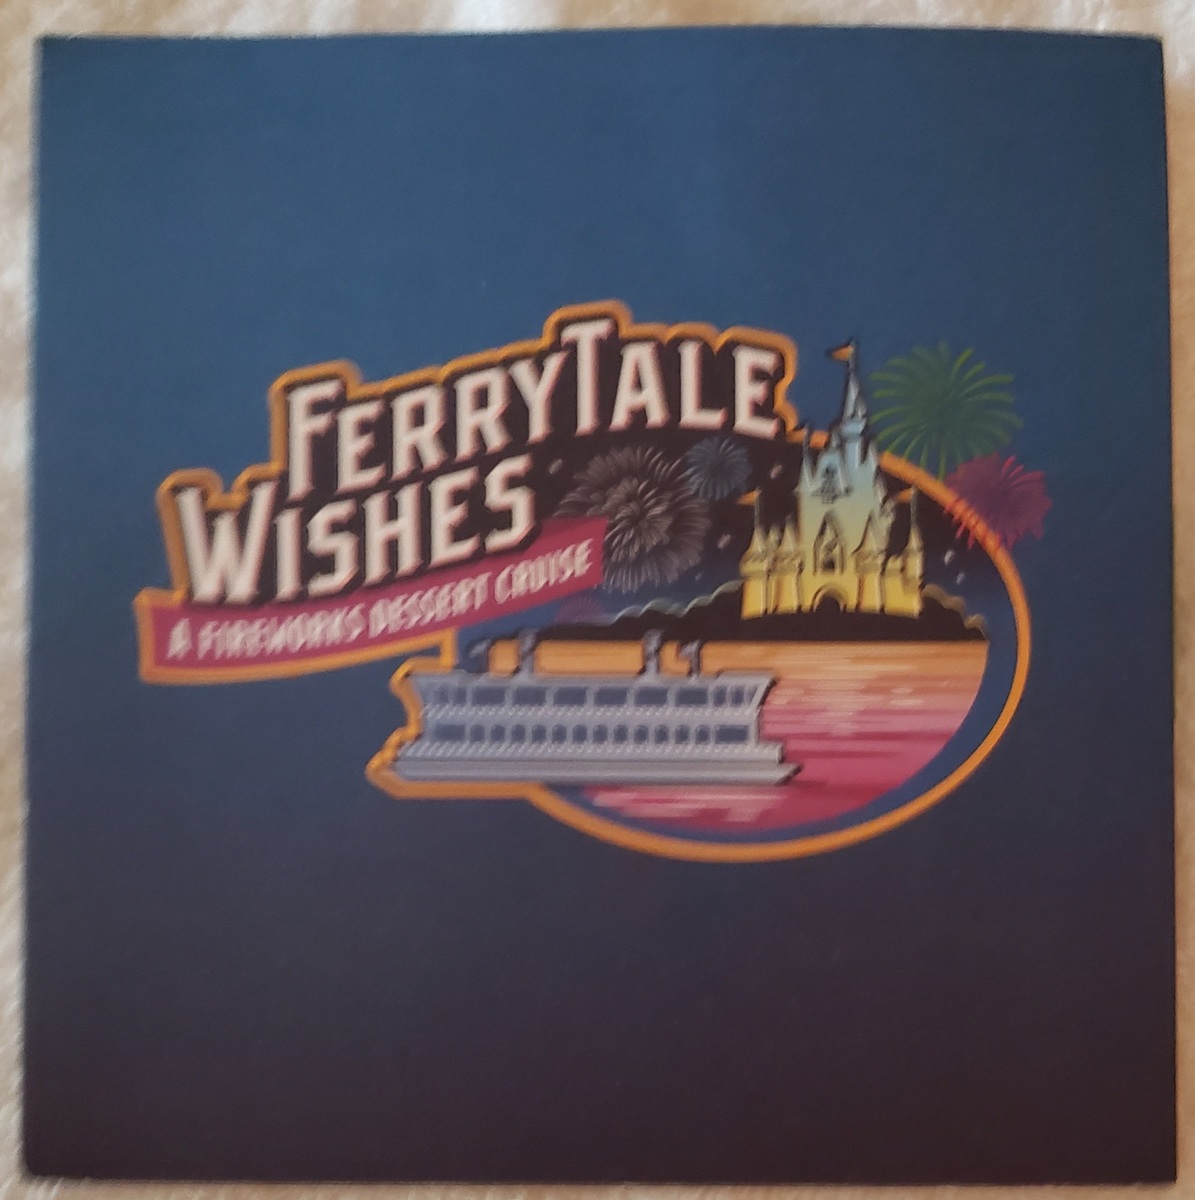 FERRYTALE
WISHES
A FIREWORKS DESSERT CRUISE